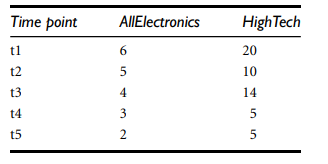 Time point AllElectronics HighTech
t1 6 20
t2 5 10
t3 4 14
t4 3 5
t5 2 5